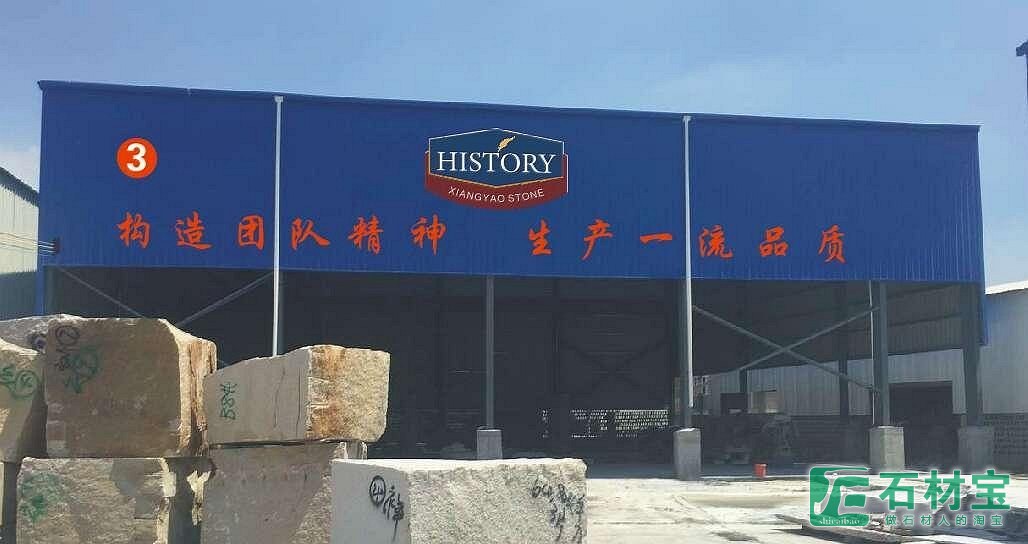 3
HISTORY
XIANGYAO STONE
构造团队精神 生产一流品质
石材宝
shicaibao
做石材人的淘宝